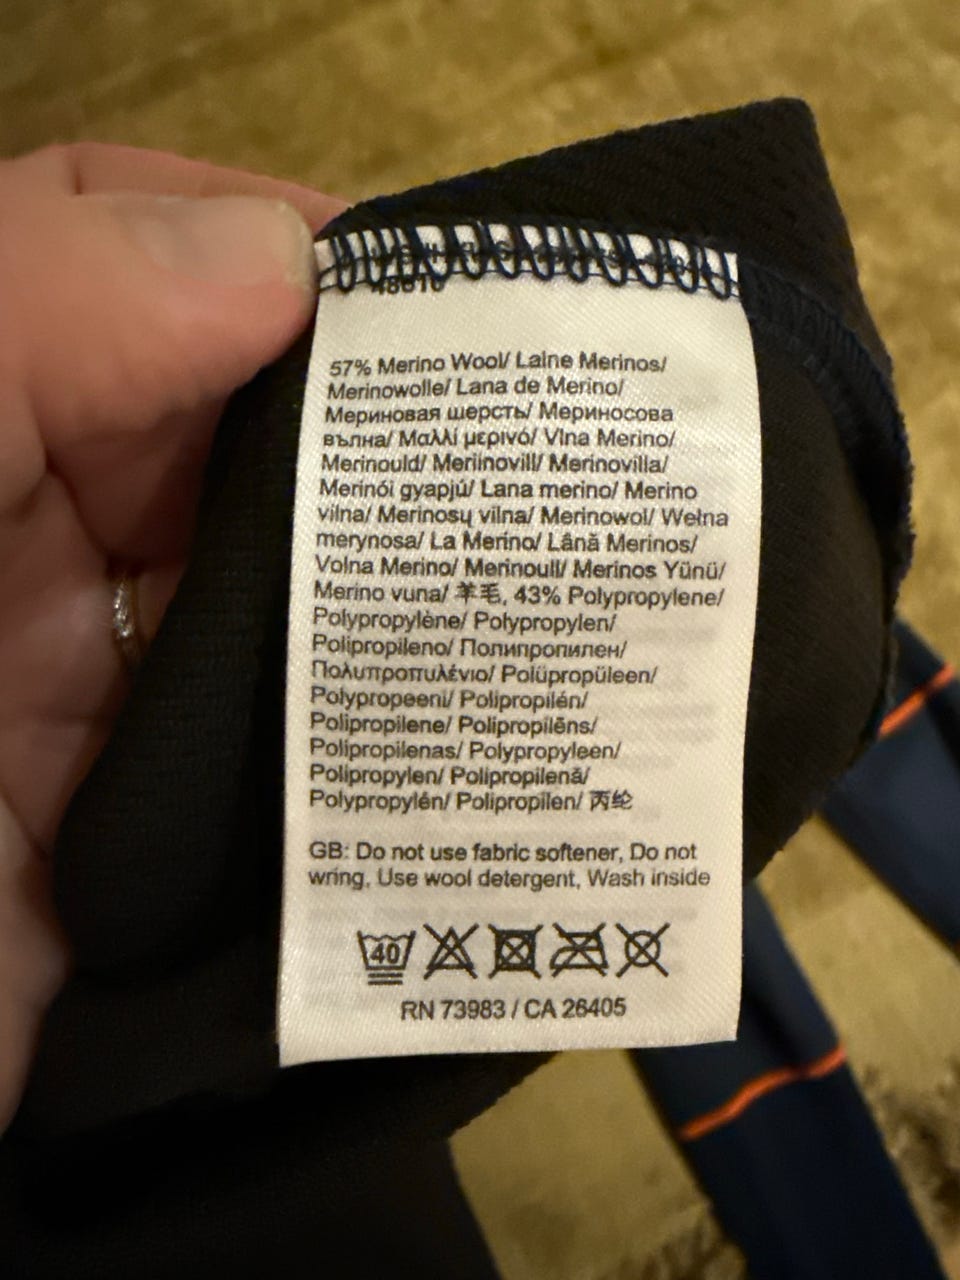 48610
57% Merino Wool/ Laine Merinos/
Merinowolle/ Lana de Merino/
Мериновая шерсть/ Мериносова
вълна/ Μαλλί μερινό/ Vlna Merino/
Merinould/ Meriinovill/ Merinovilla/
Merinói gyapjú/ Lana merino/ Merino
vilna/ Merinosų vilna/ Merinowol/ Wełna
merynosa/ La Merino/ Lână Merinos/
Volna Merino/ Merinoull/ Merinos Yünü/
Merino vuna/ 羊毛, 43% Polypropylene/
Polypropylène/ Polypropylen/
Polipropileno/ Полипропилен/
Πολυπροπυλένιο/ Polüpropüleen/
Polypropeeni/ Polipropilén/
Polipropilene/ Polipropilēns/
Polipropilenas/ Polypropyleen/
Polipropylen/ Polipropilenă/
Polypropylén/ Polipropilen/ 丙纶
GB: Do not use fabric softener, Do not
wring, Use wool detergent, Wash inside
40
RN 73983 / CA 26405